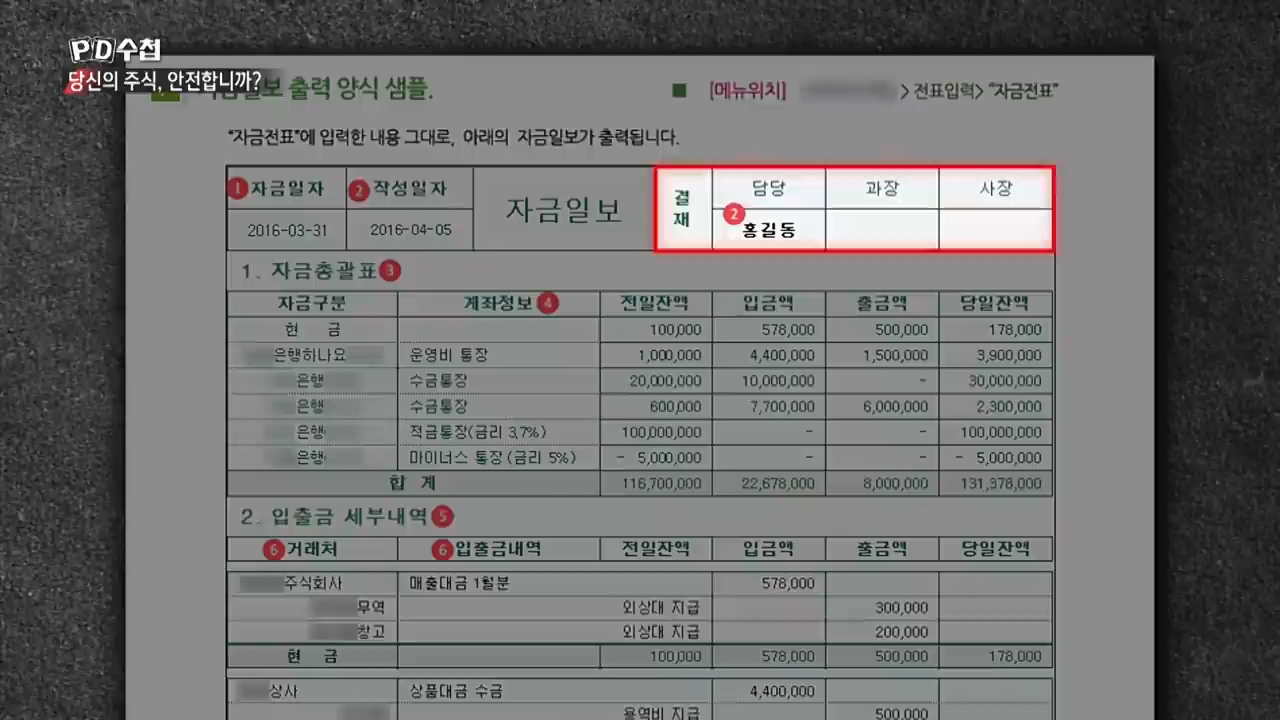 PD수첩
당신의 주식, 안전합니까?
출력 양식 샘플.
[메뉴위치] > 전표입력> “자금전표”
“자금전표”에 입력한 내용 그대로, 아래의 자금일보가 출력됩니다.
1 자금일자 2 작성일자 자금일보 결재 담당 과장 사장
2016-03-31 2016-04-05 2 홍길동
1. 자금총괄표 3
자금구분 계좌정보 4 전일잔액 입금액 출금액 당일잔액
현 금 100,000 578,000 500,000 178,000
은행하나요 운영비 통장 1,000,000 4,400,000 1,500,000 3,900,000
은행 수금통장 20,000,000 10,000,000 - 30,000,000
은행 수금통장 600,000 7,700,000 6,000,000 2,300,000
은행 적금통장(금리 3.7%) 100,000,000 - - 100,000,000
은행 마이너스 통장 (금리 5%) - 5,000,000 - - - 5,000,000
합 계 116,700,000 22,678,000 8,000,000 131,378,000
2. 입출금 세부내역 5
6 거래처 6 입출금내역 전일잔액 입금액 출금액 당일잔액
주식회사 매출대금 1월분 578,000
무역 외상대 지급 300,000
창고 외상대 지급 200,000
현 금 100,000 578,000 500,000 178,000
상사 상품대금 수금 4,400,000
용역비 지급 500,000